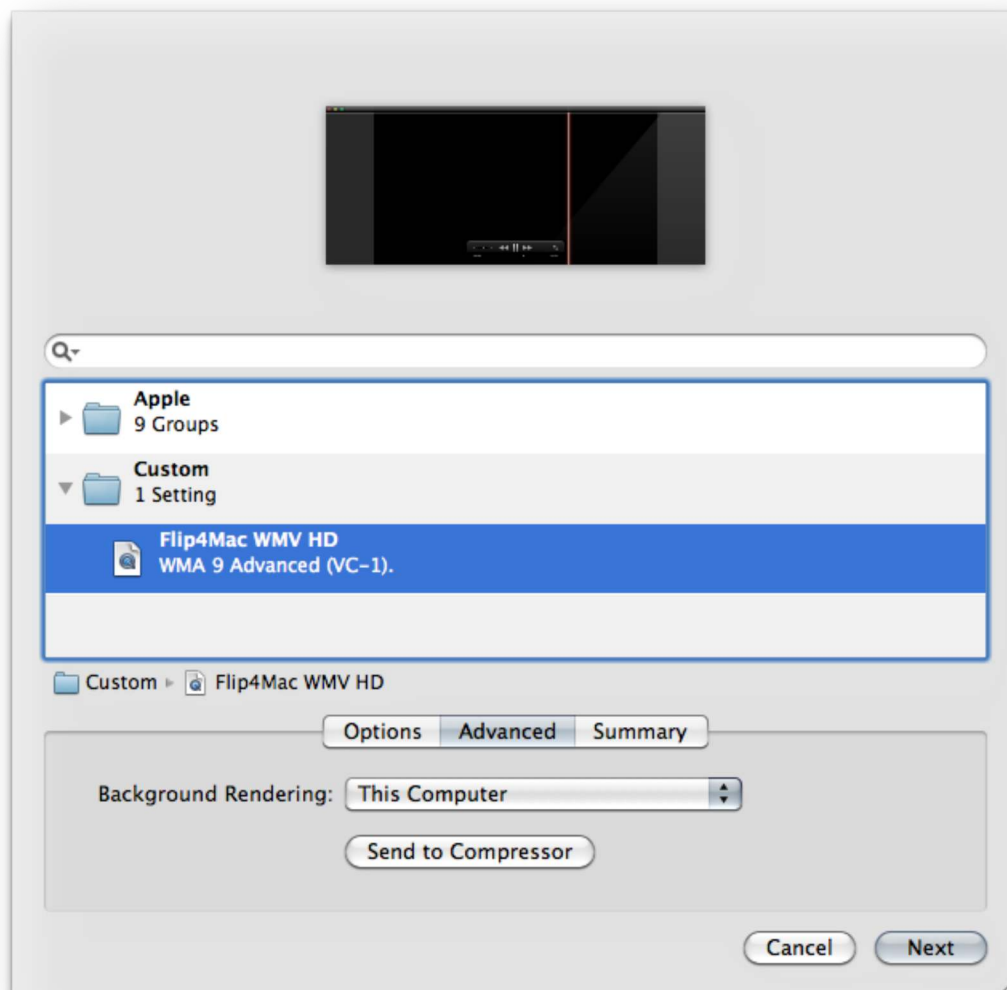 Apple
9 Groups
Custom
1 Setting
Flip4Mac WMV HD
WMA 9 Advanced (VC-1).
Custom Flip4Mac WMV HD
Options Advanced Summary
Background Rendering: This Computer
Send to Compressor
Cancel Next